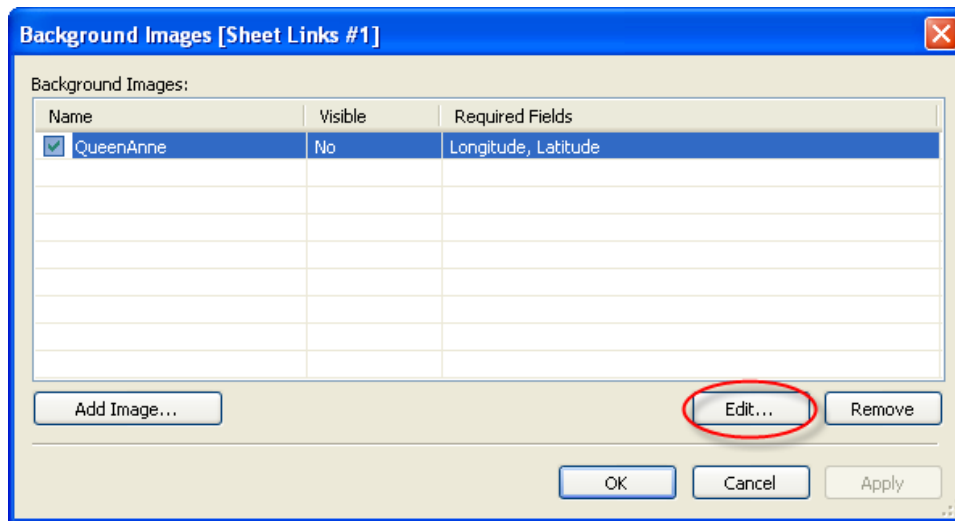 Background Images [Sheet Links #1]
Background Images:
Name Visible Required Fields
QueenAnne No Longitude, Latitude
Add Image... Edit... Remove
OK Cancel Apply